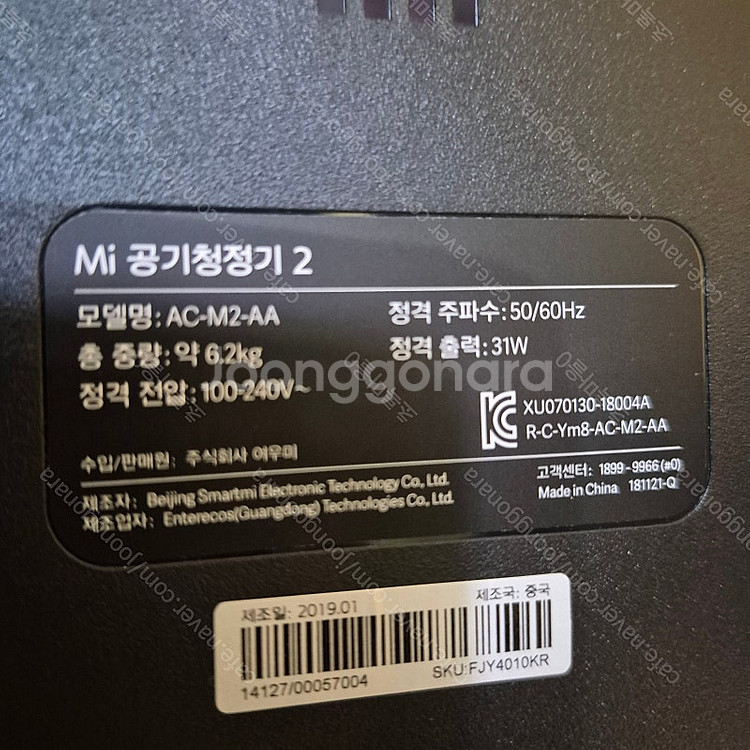 Mi 공기청정기 2
모델명: AC-M2-AA
정격 주파수: 50/60Hz
총 중량: 약 6.2kg
정격 출력: 31W
정격 전압: 100-240V~
XU070130-18004A
R-C-Ym8-AC-M2-AA
수입/판매원: 주식회사 여우미
고객센터: 1899-9966(#0)
제조자: Beijing Smartmi Electronic Technology Co., Ltd.
Made in China 181121-Q
제조입자: Enterecos(Guangdong) Technologies Co., Ltd.
제조일: 2019.01
제조국: 중국
14127/00057004
SKU:FJY4010KR
Joonggonara
cafe.naver.com/joonggonara